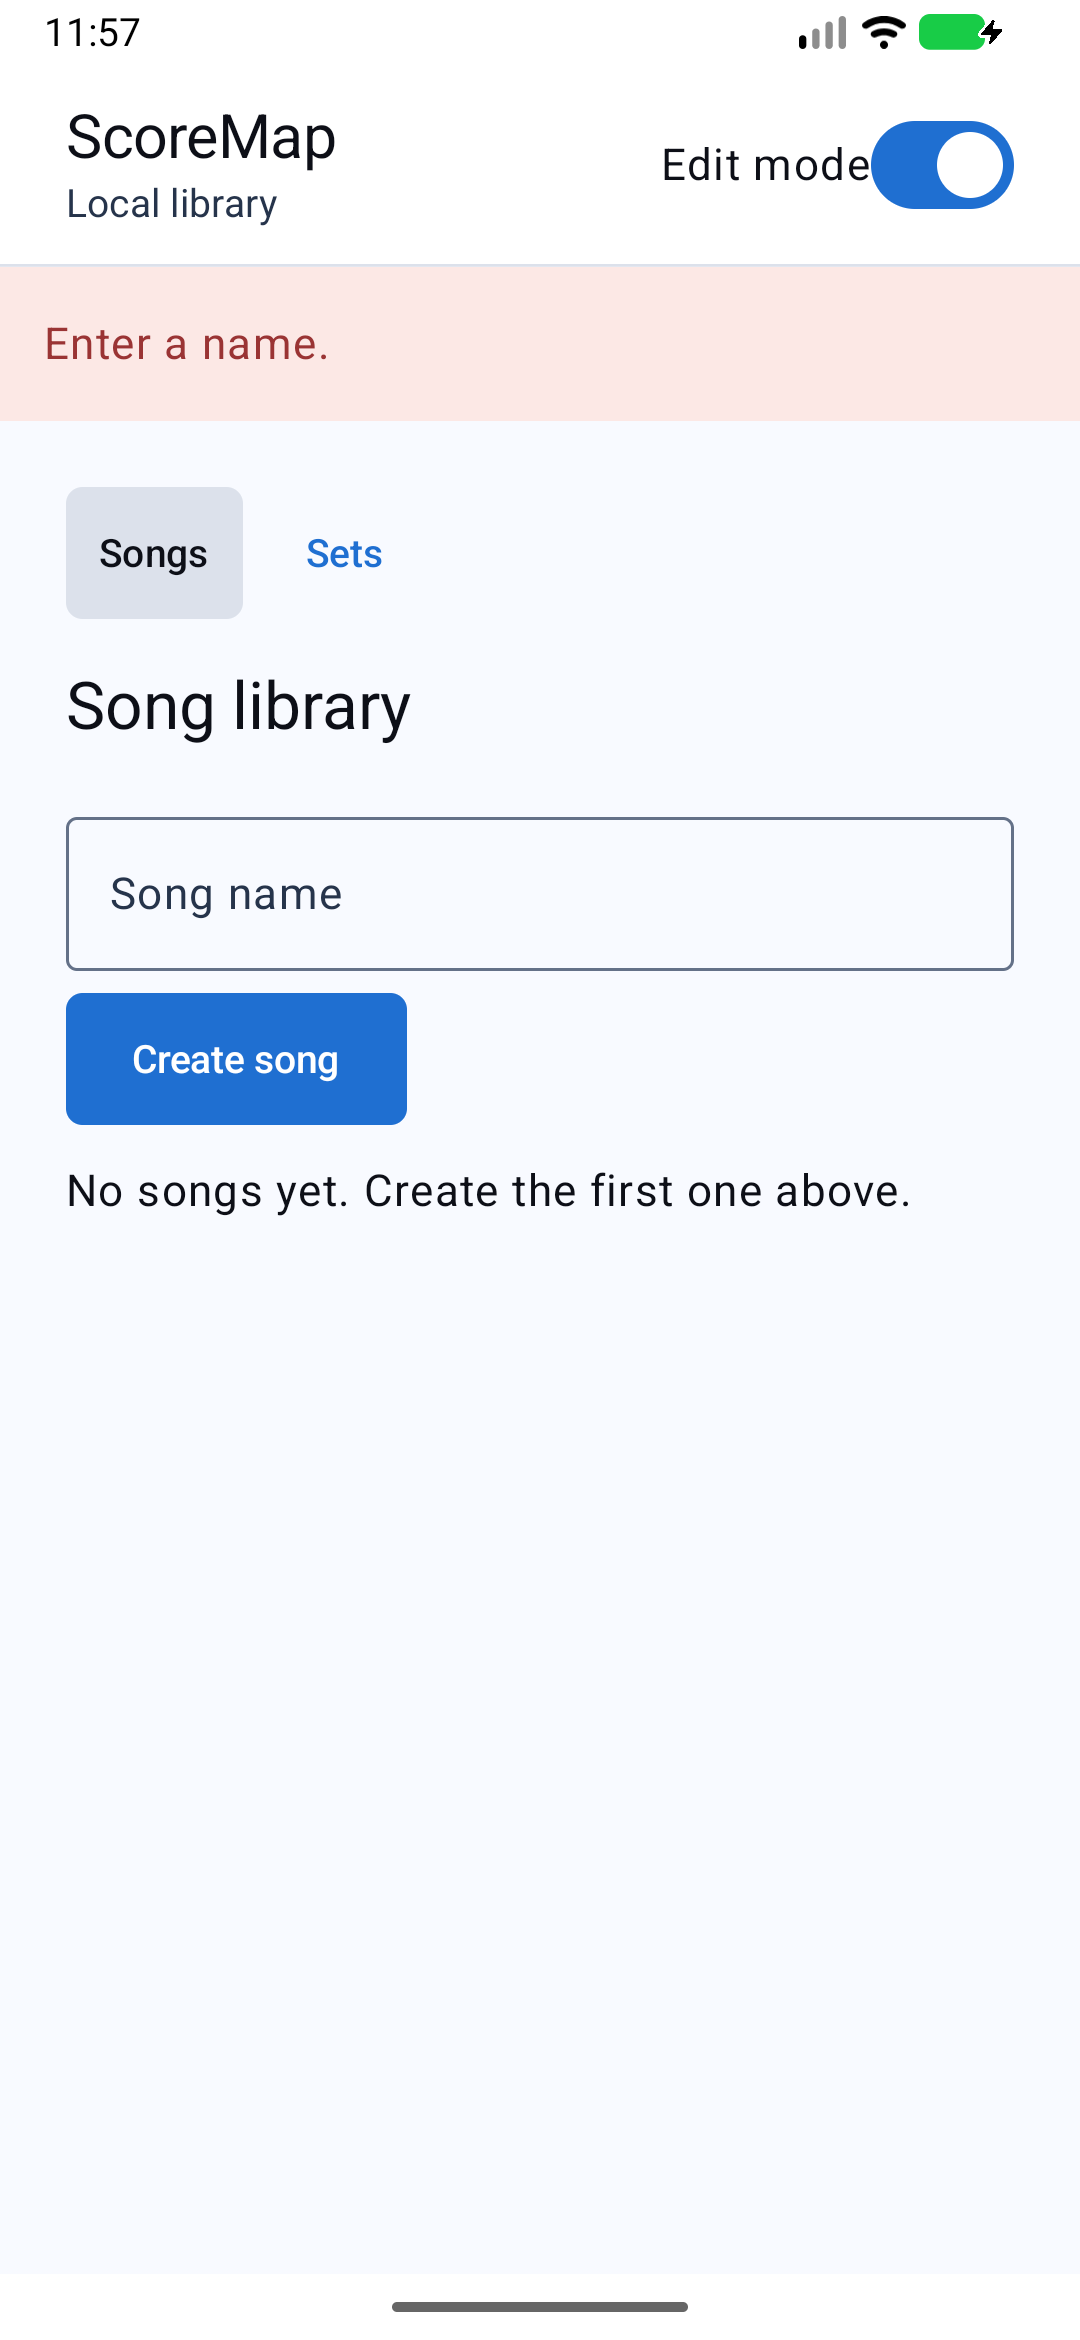 11:57
ScoreMap
Local library
Edit mode
Enter a name.
Songs
Sets
Song library
Song name
Create song
No songs yet. Create the first one above.